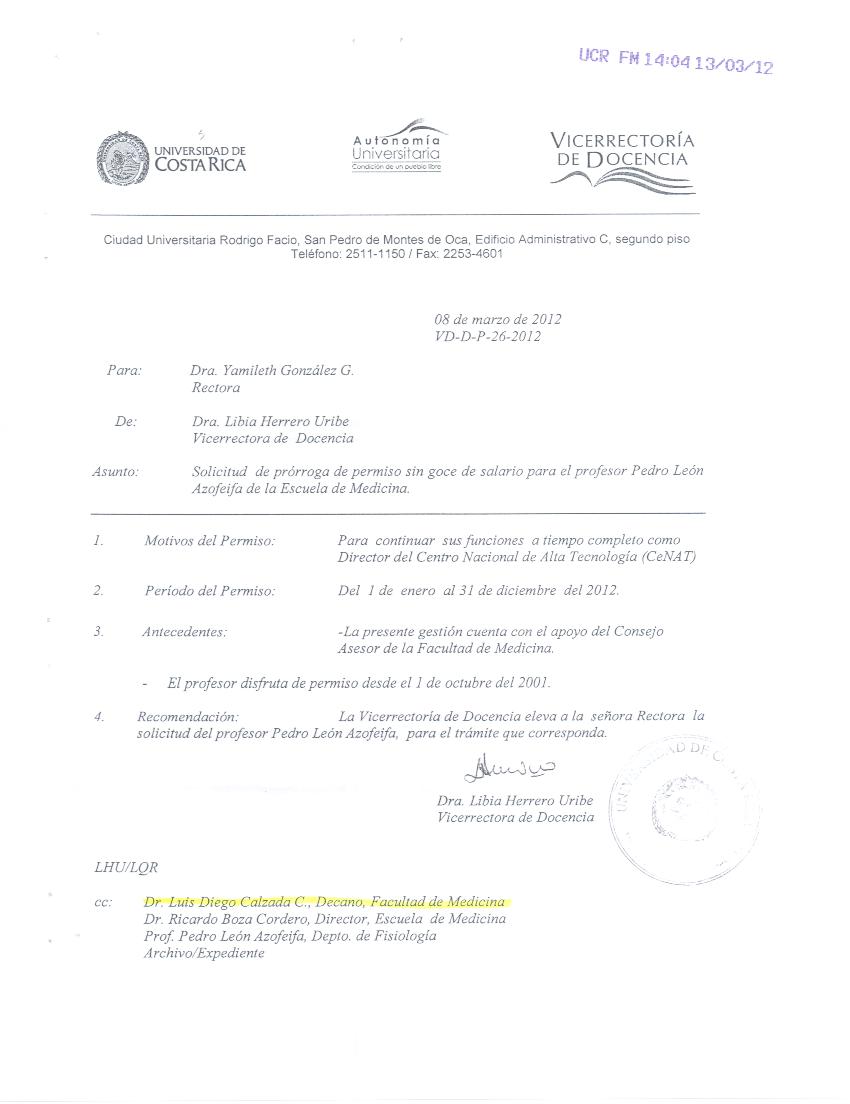 UCR FM 14:04 13/03/12
UNIVERSIDAD DE
COSTA RICA
Autonomía
Universitaria
Condición de un pueblo libre
VICERRECTORÍA
DE DOCENCIA
Ciudad Universitaria Rodrigo Facio, San Pedro de Montes de Oca, Edificio Administrativo C, segundo piso
Teléfono: 2511-1150 / Fax: 2253-4601
08 de marzo de 2012
VD-D-P-26-2012
Para: Dra. Yamileth González G.
Rectora
De: Dra. Libia Herrero Uribe
Vicerrectora de Docencia
Asunto: Solicitud de prórroga de permiso sin goce de salario para el profesor Pedro León
Azofeifa de la Escuela de Medicina.
1. Motivos del Permiso: Para continuar sus funciones a tiempo completo como
Director del Centro Nacional de Alta Tecnología (CeNAT)
2. Período del Permiso: Del 1 de enero al 31 de diciembre del 2012.
3. Antecedentes: -La presente gestión cuenta con el apoyo del Consejo
Asesor de la Facultad de Medicina.
- El profesor disfruta de permiso desde el 1 de octubre del 2001.
4. Recomendación: La Vicerrectoría de Docencia eleva a la señora Rectora la
solicitud del profesor Pedro León Azofeifa, para el trámite que corresponda.
Dra. Libia Herrero Uribe
Vicerrectora de Docencia
LHU/LQR
cc: Dr. Luis Diego Calzada C., Decano, Facultad de Medicina
Dr. Ricardo Boza Cordero, Director, Escuela de Medicina
Prof. Pedro León Azofeifa, Depto. de Fisiología
Archivo/Expediente